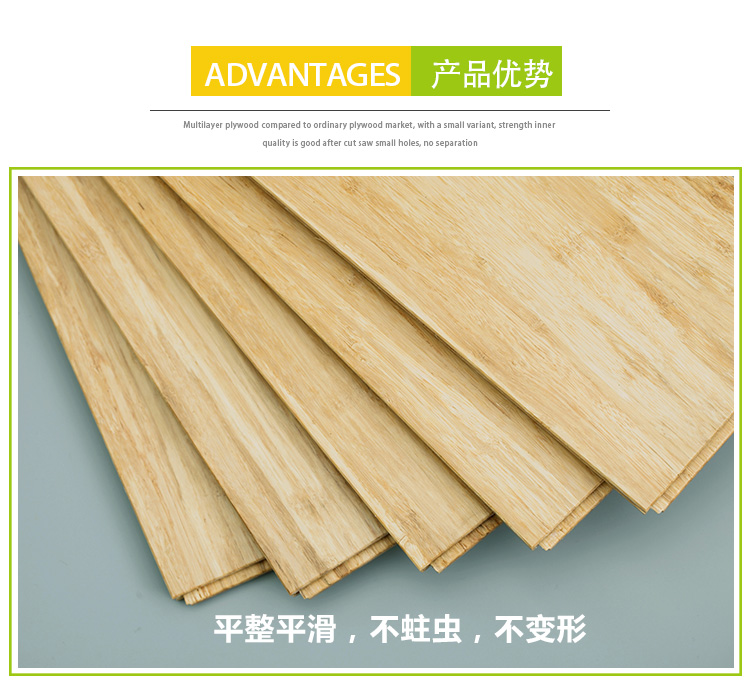 ADVANTAGES 产品优势
Multilayer plywood compared to ordinary plywood market, with a small variant, strength inner
quality is good after cut saw small holes, no separation
平整平滑，不蛀虫，不变形